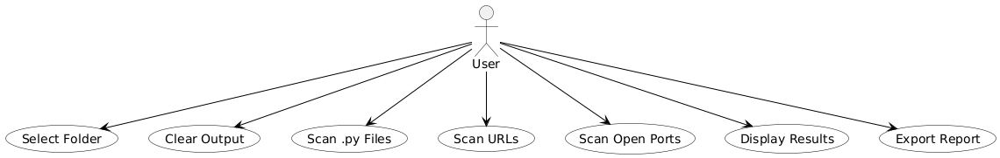 User
Select Folder
Clear Output
Scan .py Files
Scan URLs
Scan Open Ports
Display Results
Export Report